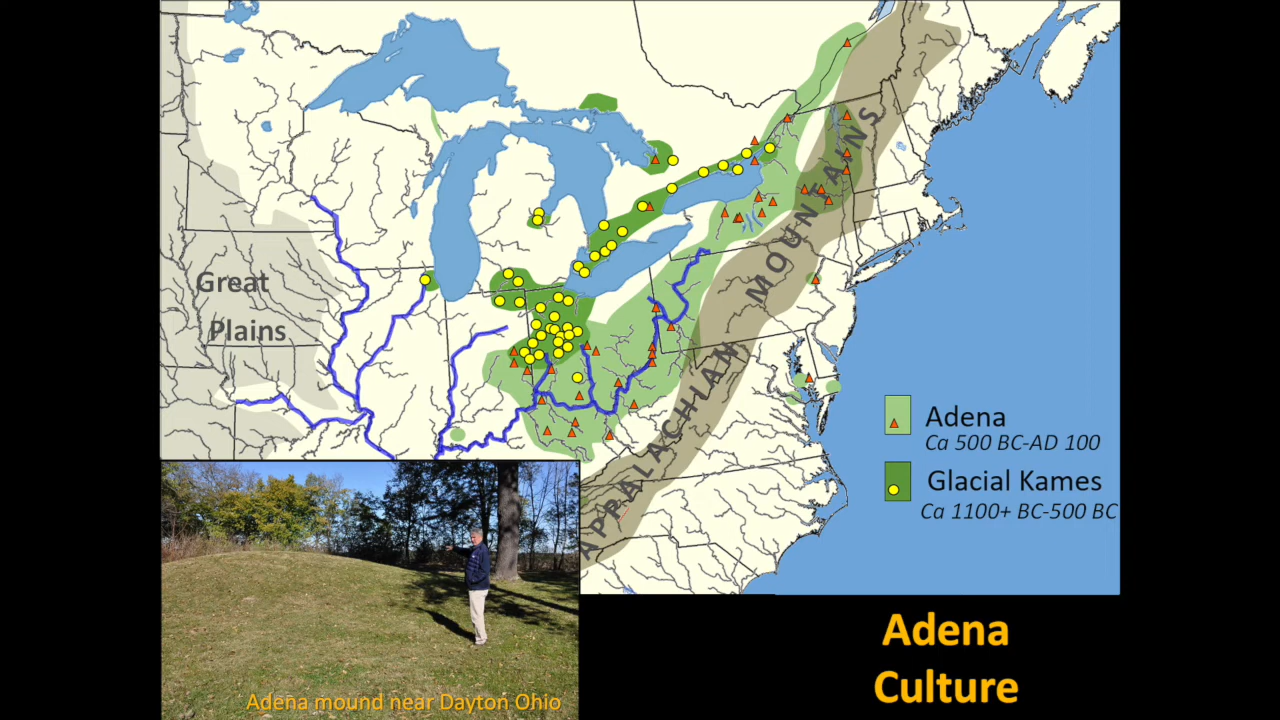 Great
Plains
APPALACHIAN MOUNTAINS
Adena
Ca 500 BC-AD 100
Glacial Kames
Ca 1100+ BC-500 BC
Adena mound near Dayton Ohio
Adena
Culture